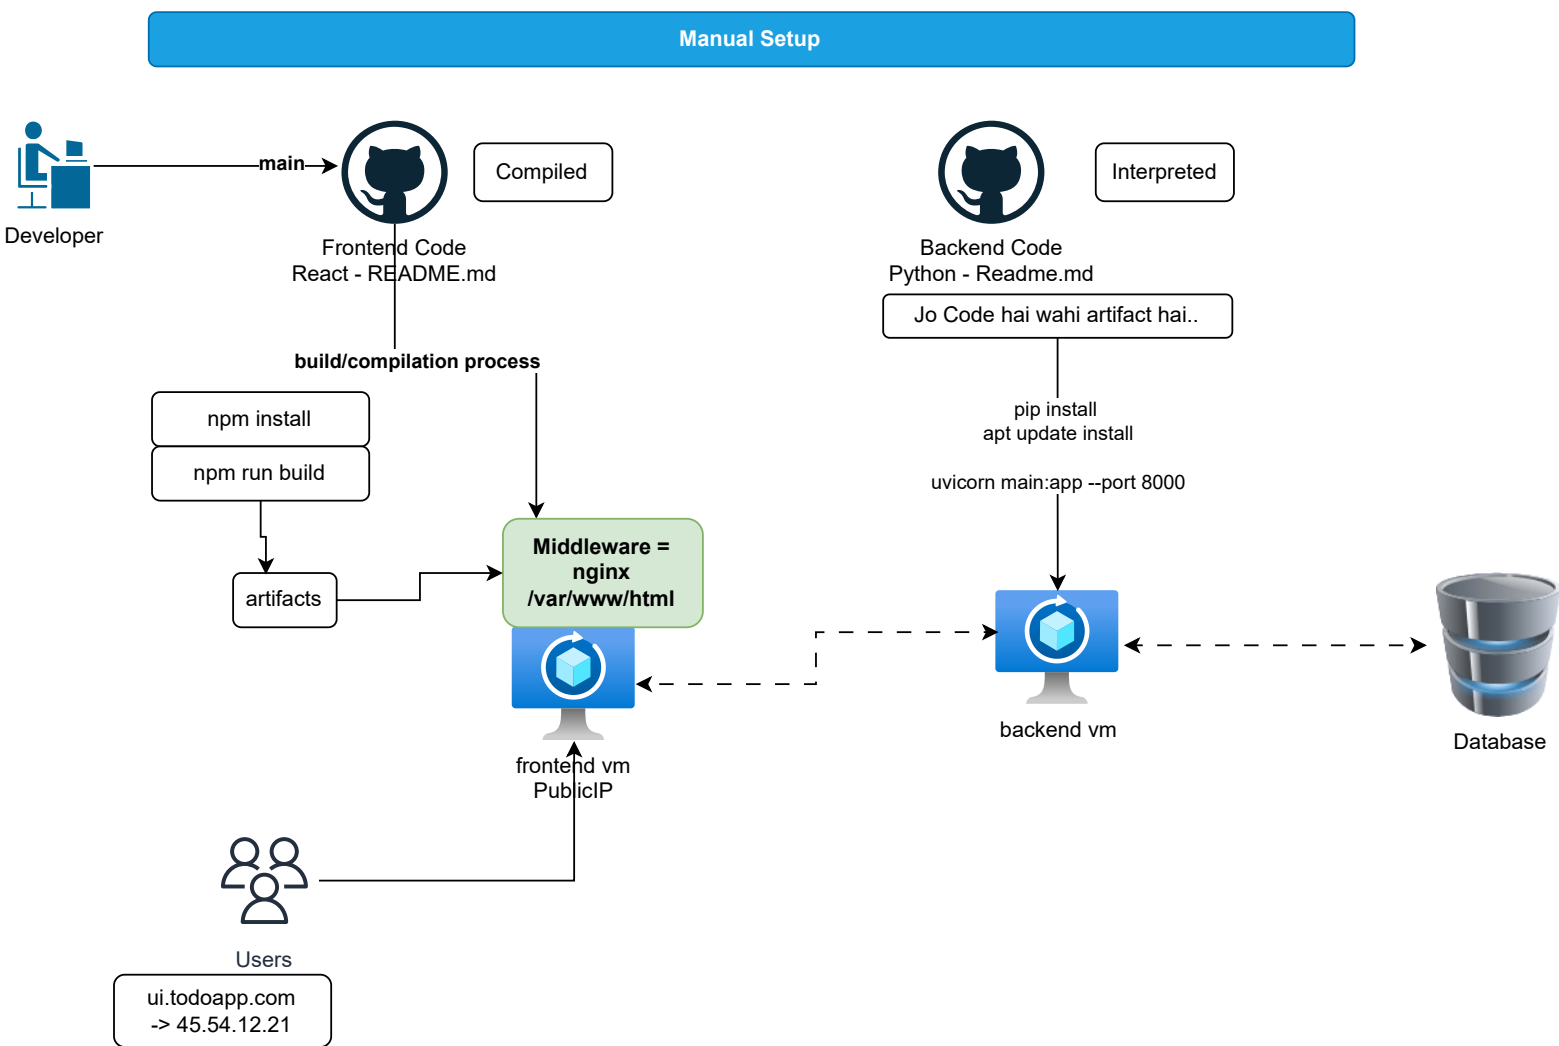 Manual Setup
Developer
main
Compiled
Interpreted
Frontend Code
React - README.md
Backend Code
Python - Readme.md
Jo Code hai wahi artifact hai..
build/compilation process
npm install
npm run build
artifacts
pip install
apt update install
uvicorn main:app --port 8000
Middleware =
nginx
/var/www/html
frontend vm
PublicIP
backend vm
Database
Users
ui.todoapp.com
-> 45.54.12.21